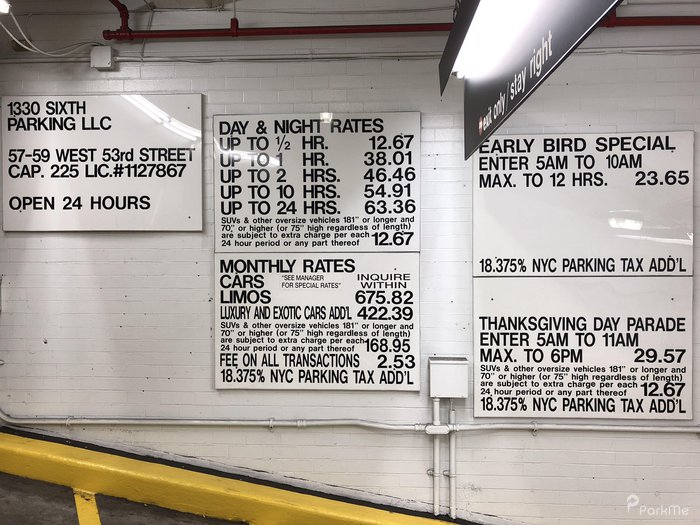 1330 SIXTH
PARKING LLC
57-59 WEST 53rd STREET
CAP. 225 LIC.#1127867
OPEN 24 HOURS
DAY & NIGHT RATES
UP TO ½ HR. 12.67
UP TO 1 HR. 38.01
UP TO 2 HRS. 46.46
UP TO 10 HRS. 54.91
UP TO 24 HRS. 63.36
SUVs & other oversize vehicles 181" or longer and
70" or higher (or 75" high regardless of length)
are subject to extra charge per each
24 hour period or any part thereof 12.67
MONTHLY RATES
CARS "SEE MANAGER FOR SPECIAL RATES" INQUIRE WITHIN
LIMOS 675.82
LUXURY AND EXOTIC CARS ADD'L 422.39
SUVs & other oversize vehicles 181" or longer and
70" or higher (or 75" high regardless of length)
are subject to extra charge per each
24 hour period or any part thereof 168.95
FEE ON ALL TRANSACTIONS 2.53
18.375% NYC PARKING TAX ADD'L
only / stay right
EARLY BIRD SPECIAL
ENTER 5AM TO 10AM
MAX. TO 12 HRS. 23.65
18.375% NYC PARKING TAX ADD'L
THANKSGIVING DAY PARADE
ENTER 5AM TO 11AM
MAX. TO 6PM 29.57
SUVs & other oversize vehicles 181" or longer and
70" or higher (or 75" high regardless of length)
are subject to extra charge per each
24 hour period or any part thereof 12.67
18.375% NYC PARKING TAX ADD'L
ParkMe